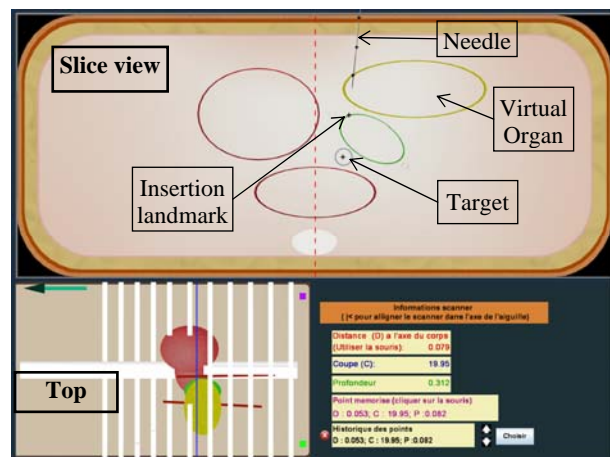 Slice view
Needle
Virtual
Organ
Insertion
landmark
Target
Top
Informations scanner
( )< pour alligner le scanner dans l'axe de l'aiguille)
Distance (D) a l'axe du corps
(Utiliser la souris): 0.079
Coupe (C): 19.95
Profondeur 0.312
Point memorise (cliquer sur la souris)
D : 0.053; C : 19.95; P :0.082
Historique des points
D : 0.053; C : 19.95; P :0.082
Choisir